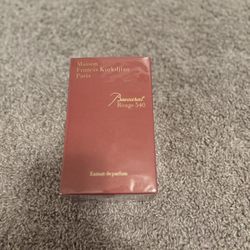 Maison
Francis Kurkdjian
Paris
Baccarat
Rouge 540
Extrait de parfum